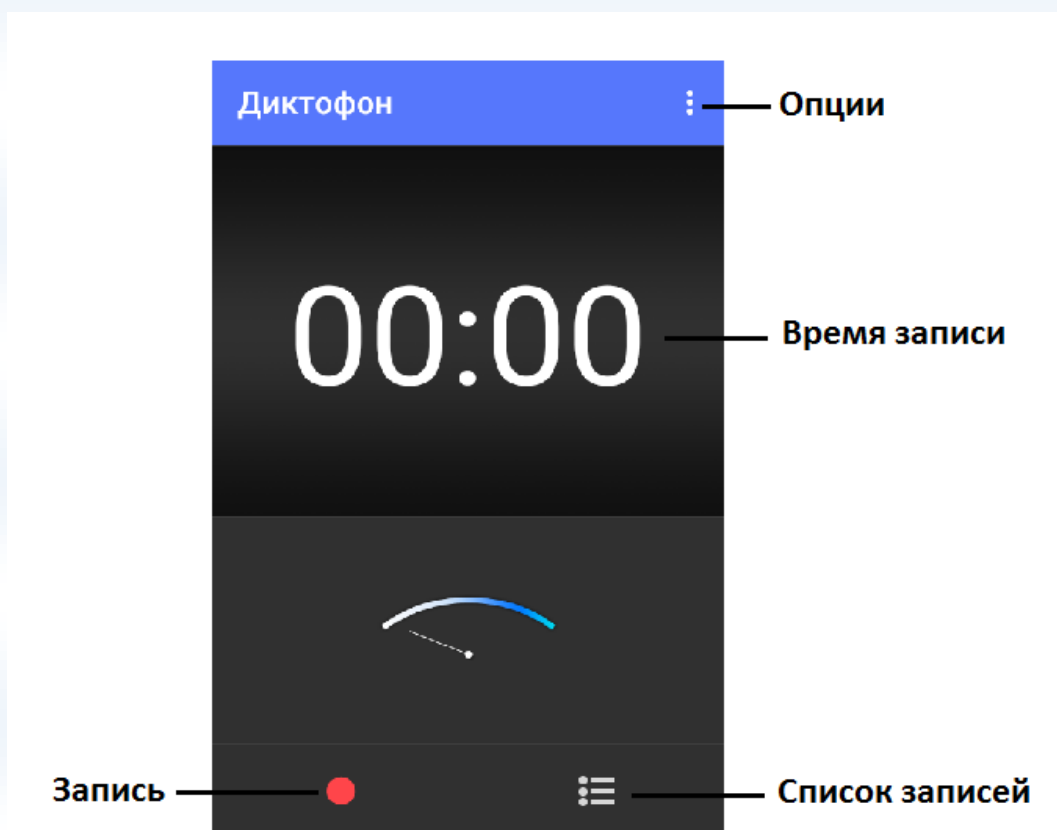 Диктофон
Опции
00:00
Время записи
Запись
Список записей